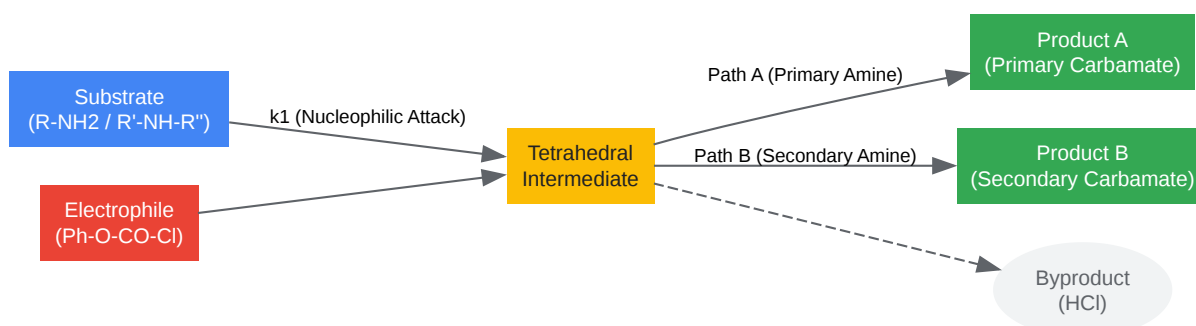 Substrate
(R-NH2 / R'-NH-R'')
k1 (Nucleophilic Attack)
Electrophile
(Ph-O-CO-Cl)
Tetrahedral
Intermediate
Path A (Primary Amine)
Path B (Secondary Amine)
Product A
(Primary Carbamate)
Product B
(Secondary Carbamate)
Byproduct
(HCl)